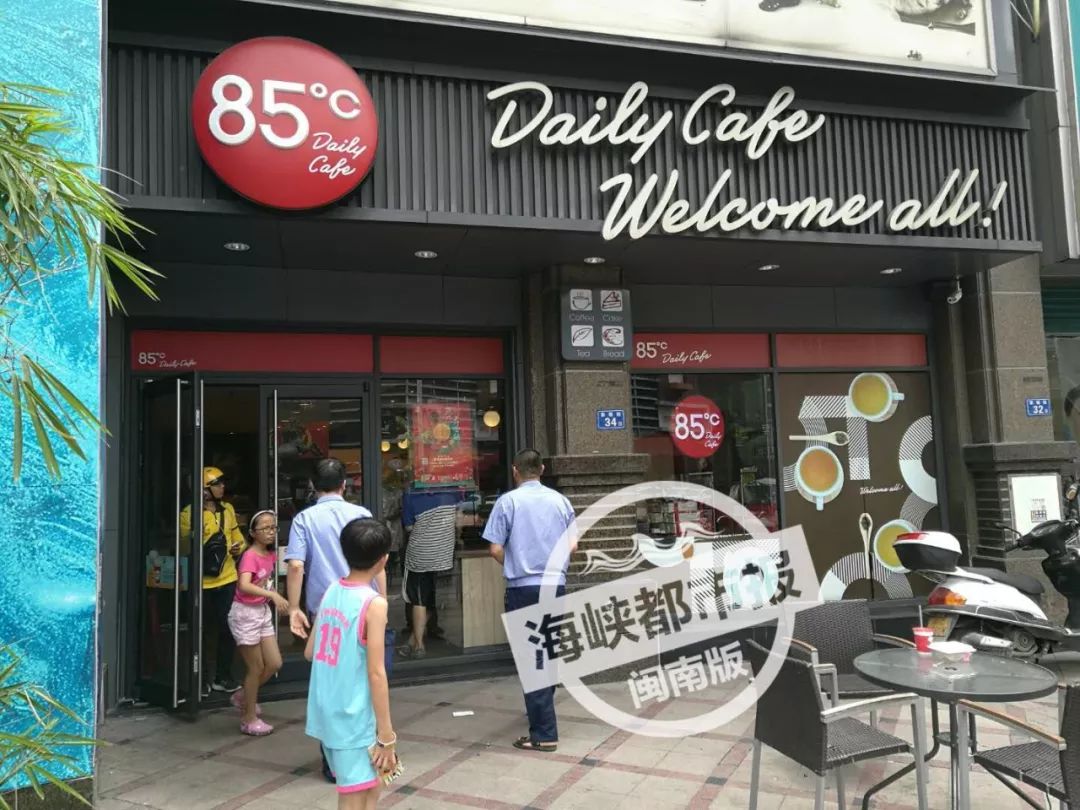 85°C
Daily
Cafe
Daily Cafe
Welcome all!
Coffee Cake
Tea Bread
85°C Daily Cafe
85°C Daily Cafe
85°C
Daily
Cafe
34
32
Welcome all!
19
海峡都市报
闽南版